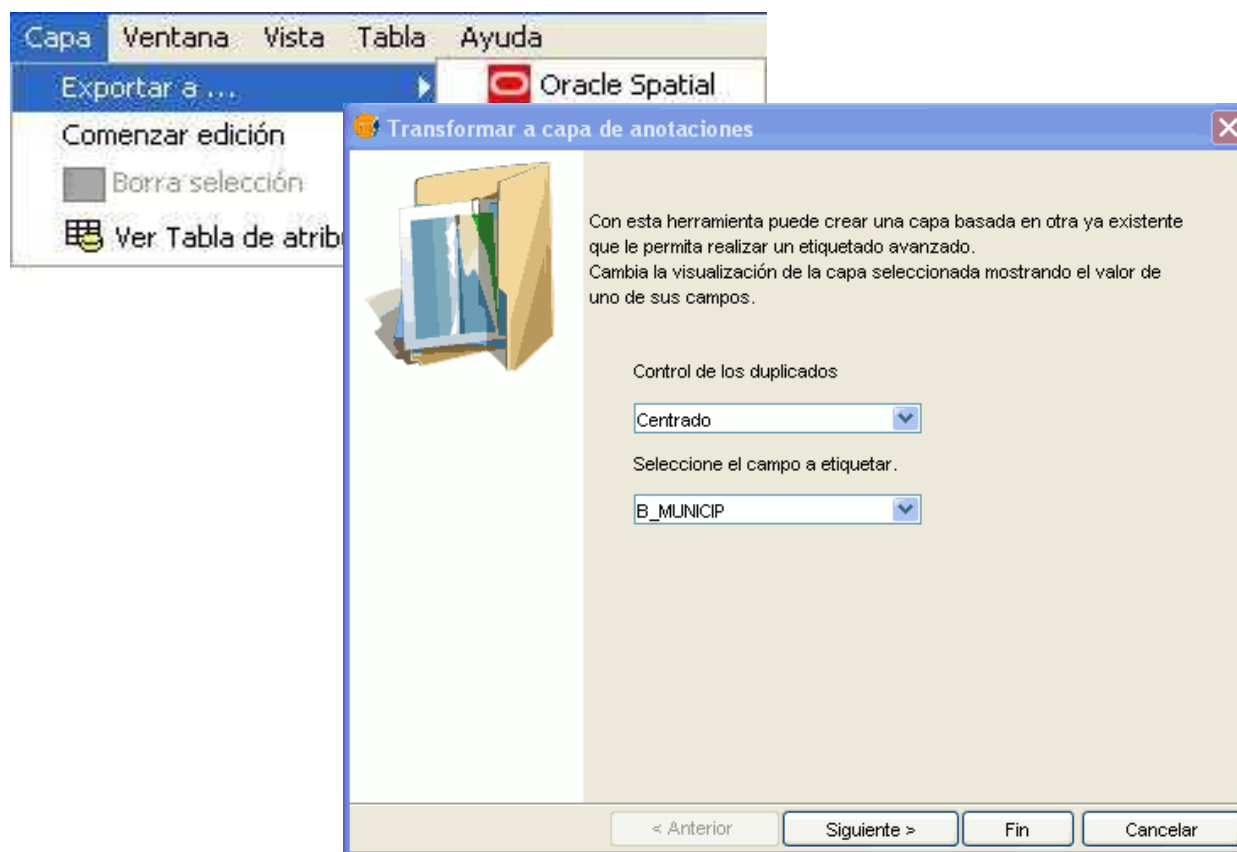 Capa Ventana Vista Tabla Ayuda
Exportar a ... Oracle Spatial
Comenzar edición
Borra selección
Ver Tabla de
Transformar a capa de anotaciones
Con esta herramienta puede crear una capa basada en otra ya existente
que le permita realizar un etiquetado avanzado.
Cambia la visualización de la capa seleccionada mostrando el valor de
uno de sus campos.
Control de los duplicados
Centrado
Seleccione el campo a etiquetar.
B_MUNICIP
< Anterior Siguiente > Fin Cancelar